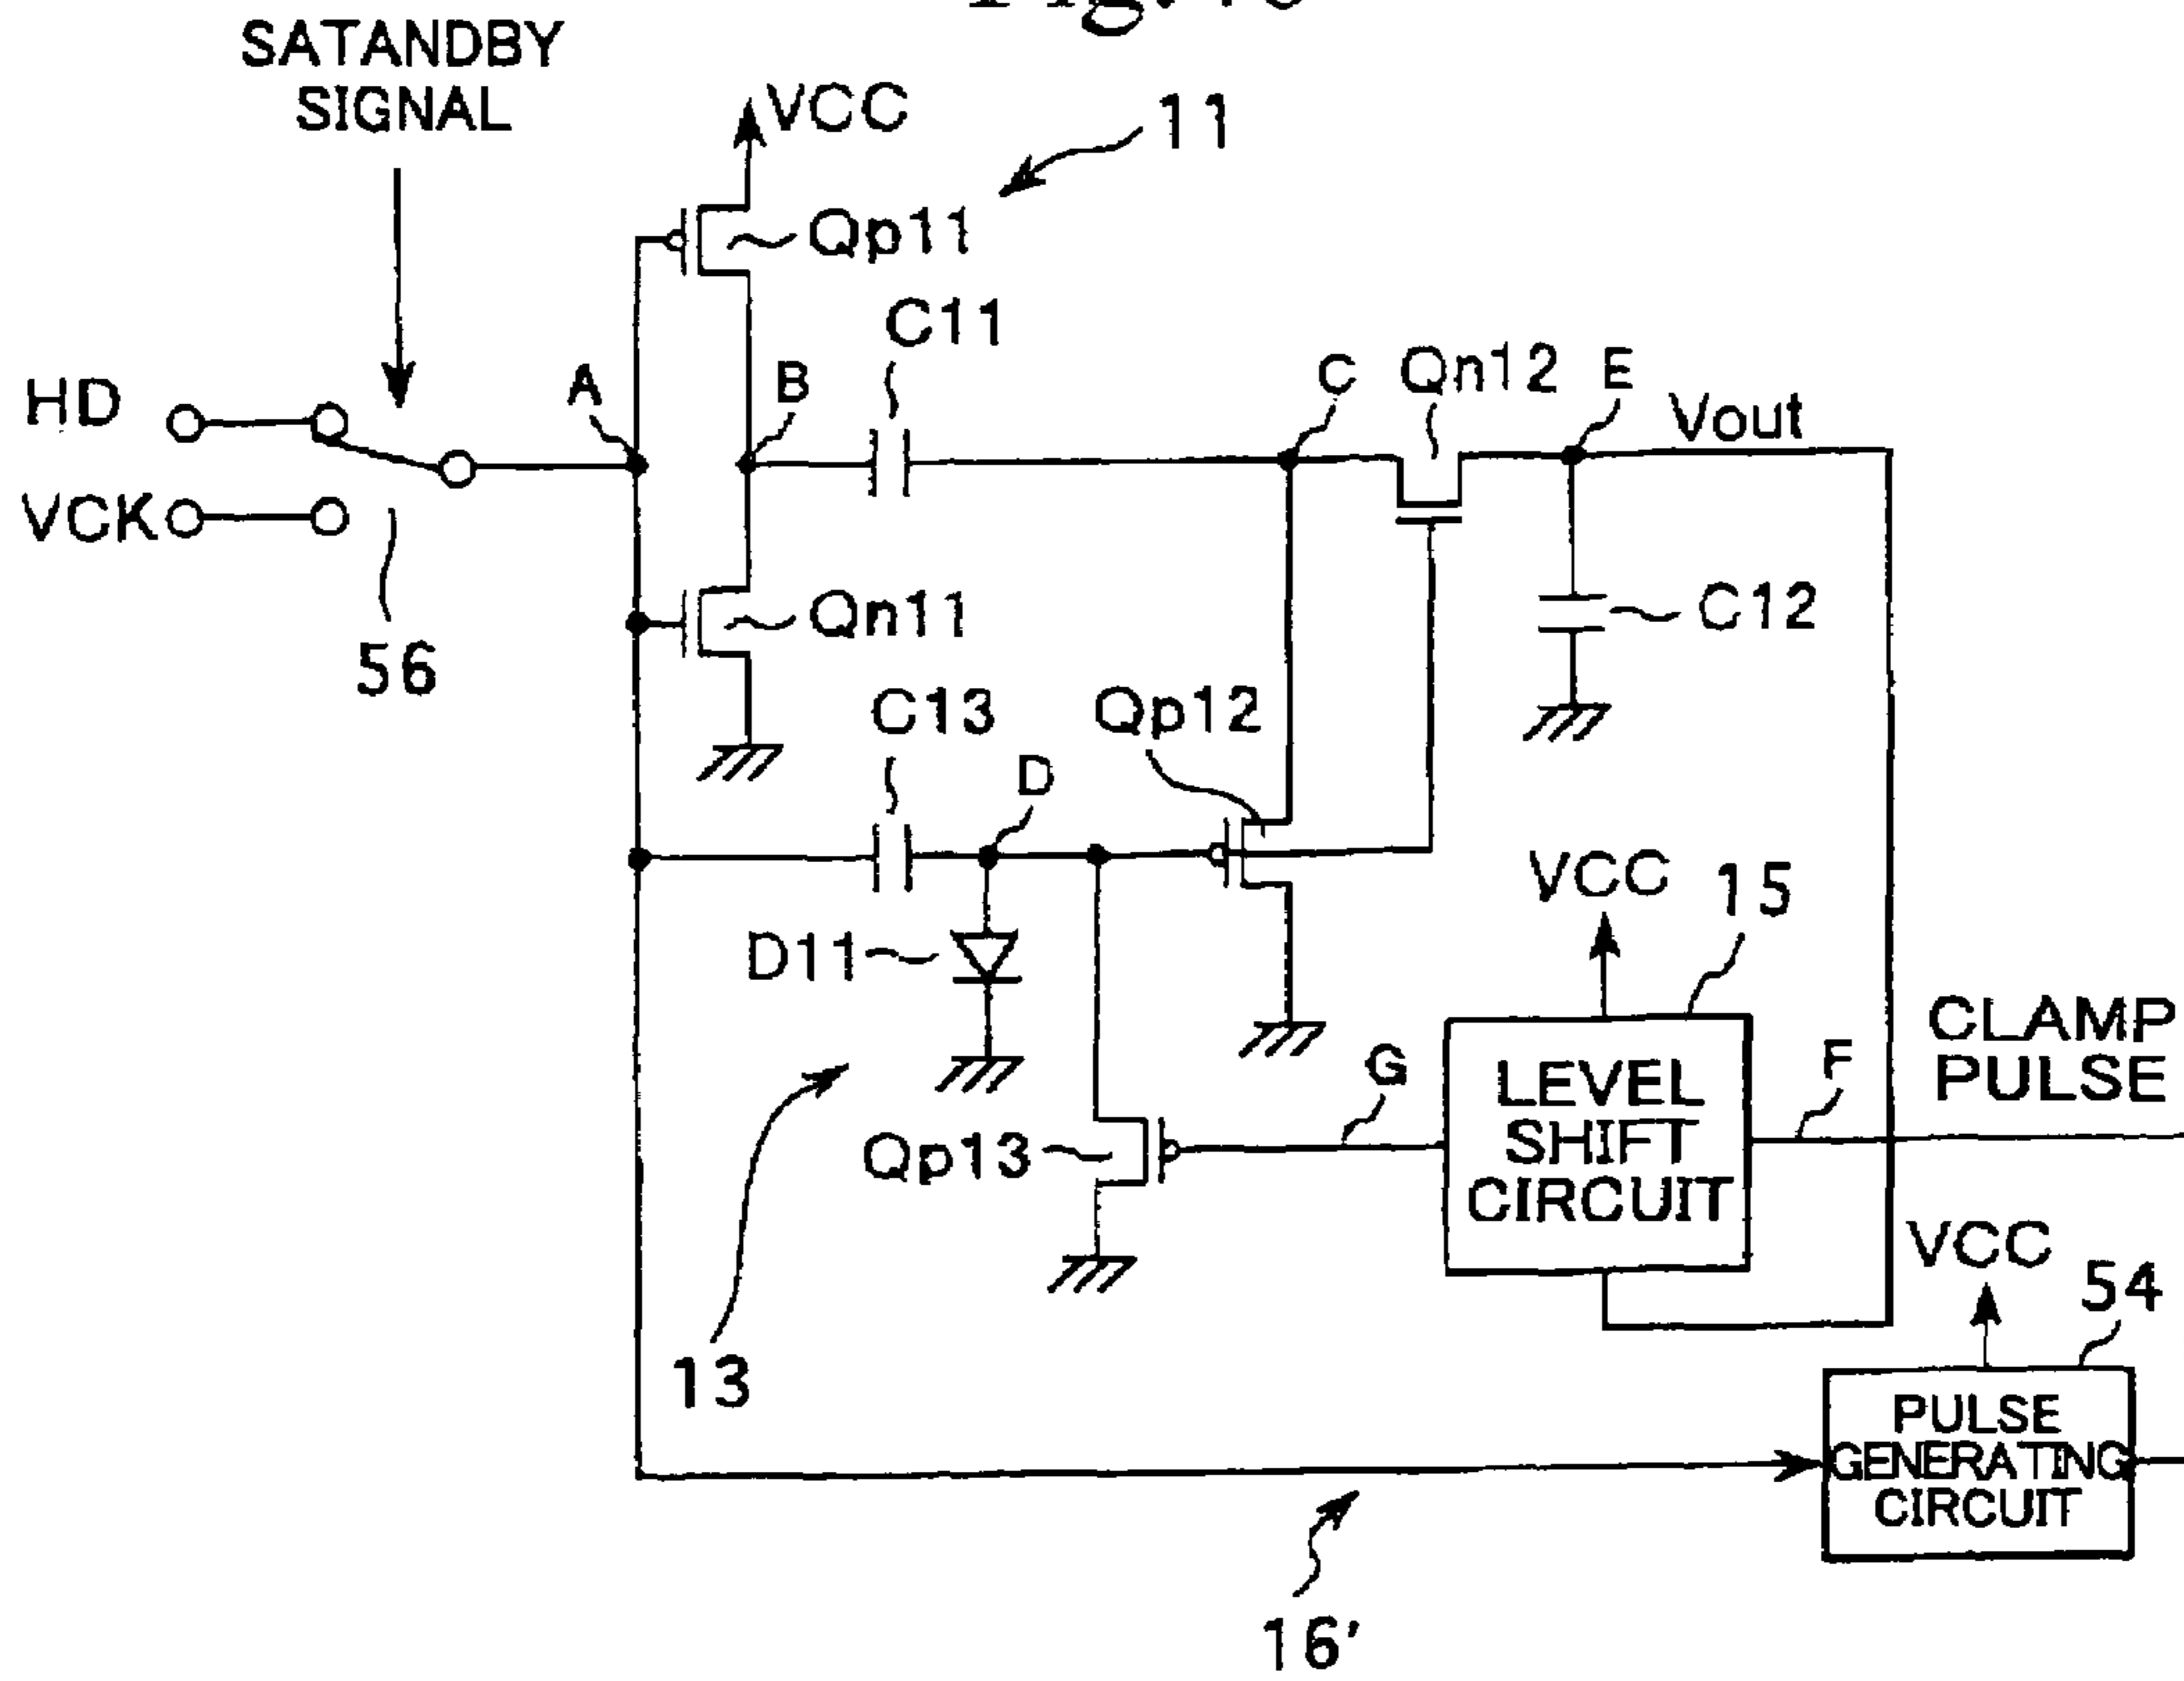 SATANDBY
SIGNAL
VCC
11
Qp11
C11
HD
A
B
C
Qn12
E
Vout
VCK
56
Qn11
C12
C13
D
Qp12
VCC
15
D11
CLAMP
PULSE
G
F
LEVEL
SHIFT
CIRCUIT
Qp13
VCC
54
13
PULSE
GENERATING
CIRCUIT
16'